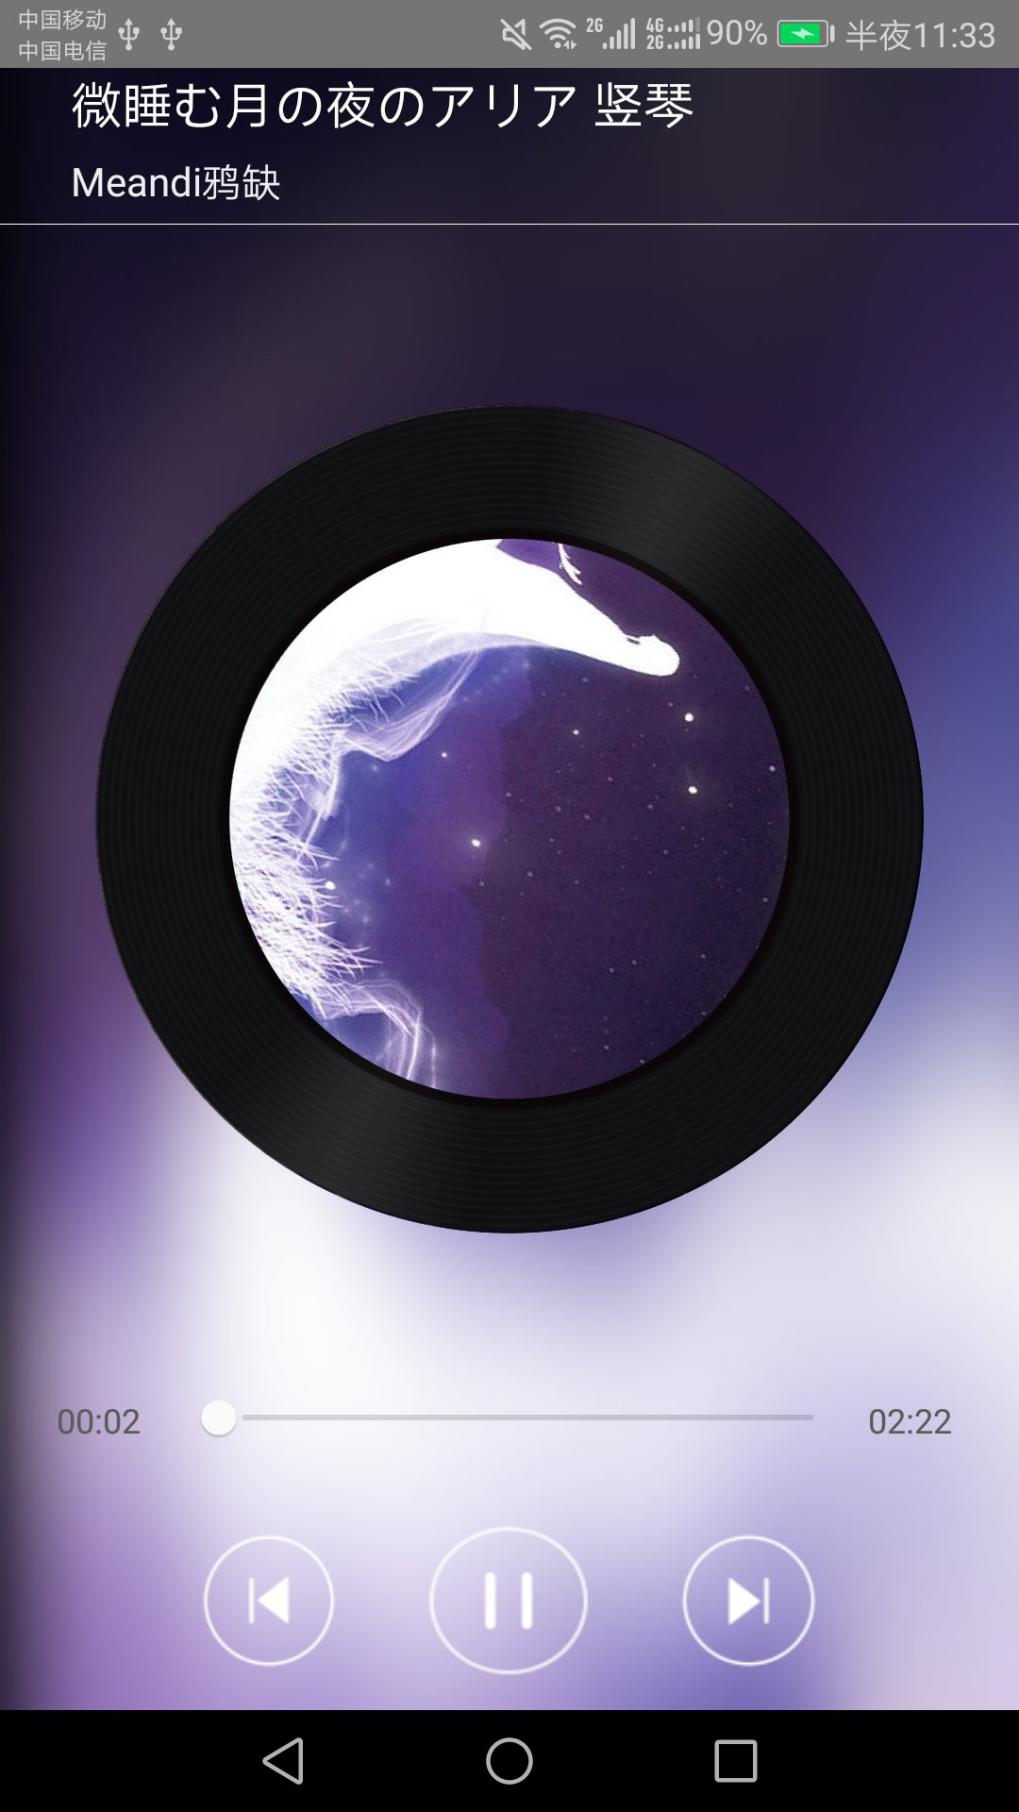 中国移动
中国电信
2G 4G 2G 90% 半夜11:33
微睡む月の夜のアリア 竖琴
Meandi鸦缺
00:02 02:22